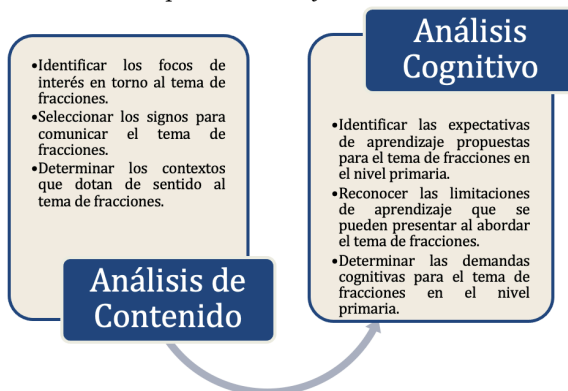 •Identificar los focos de
interés en torno al tema de
fracciones.
•Seleccionar los signos para
comunicar el tema de
fracciones.
•Determinar los contextos
que dotan de sentido al
tema de fracciones.
Análisis de
Contenido
Análisis
Cognitivo
•Identificar las expectativas
de aprendizaje propuestas
para el tema de fracciones en
el nivel primaria.
•Reconocer las limitaciones
de aprendizaje que se
pueden presentar al abordar
el tema de fracciones.
•Determinar las demandas
cognitivas para el tema de
fracciones en el nivel
primaria.